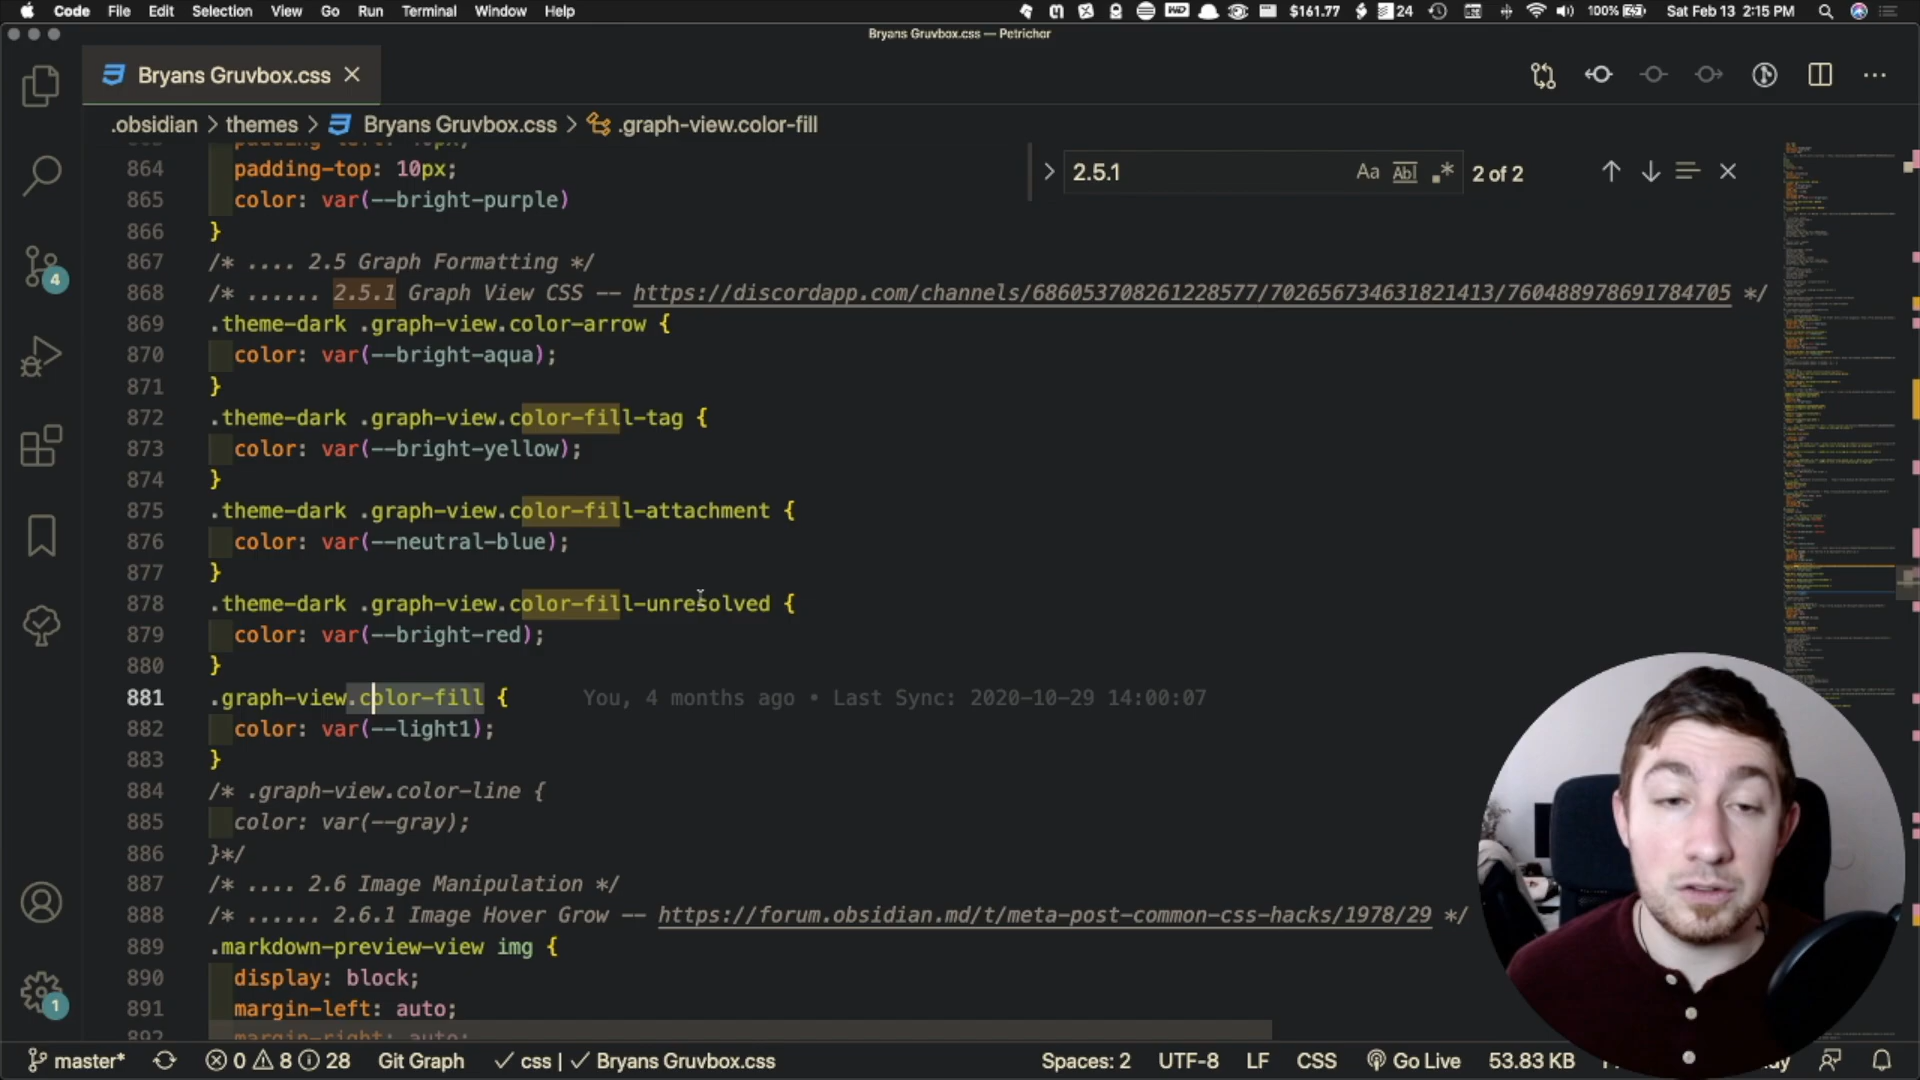 Code File Edit Selection View Go Run Terminal Window Help $161.77 24 100% Sat Feb 13 2:15 PM
Bryans Gruvbox.css — Petrichor
Bryans Gruvbox.css
.obsidian > themes > Bryans Gruvbox.css > .graph-view.color-fill
2.5.1 Aa Abl .* 2 of 2
864 padding-top: 10px;
865 color: var(--bright-purple)
866 }
867 /* .... 2.5 Graph Formatting */
868 /* ...... 2.5.1 Graph View CSS -- https://discordapp.com/channels/686053708261228577/702656734631821413/760488978691784705 */
869 .theme-dark .graph-view.color-arrow {
870 color: var(--bright-aqua);
871 }
872 .theme-dark .graph-view.color-fill-tag {
873 color: var(--bright-yellow);
874 }
875 .theme-dark .graph-view.color-fill-attachment {
876 color: var(--neutral-blue);
877 }
878 .theme-dark .graph-view.color-fill-unresolved {
879 color: var(--bright-red);
880 }
881 .graph-view.color-fill { You, 4 months ago • Last Sync: 2020-10-29 14:00:07
882 color: var(--light1);
883 }
884 /* .graph-view.color-line {
885 color: var(--gray);
886 }*/
887 /* .... 2.6 Image Manipulation */
888 /* ...... 2.6.1 Image Hover Grow -- https://forum.obsidian.md/t/meta-post-common-css-hacks/1978/29 */
889 .markdown-preview-view img {
890 display: block;
891 margin-left: auto;
892 margin-right: auto;
4
1
master* 0 8 28 Git Graph ✓ css | ✓ Bryans Gruvbox.css Spaces: 2 UTF-8 LF CSS Go Live 53.83 KB